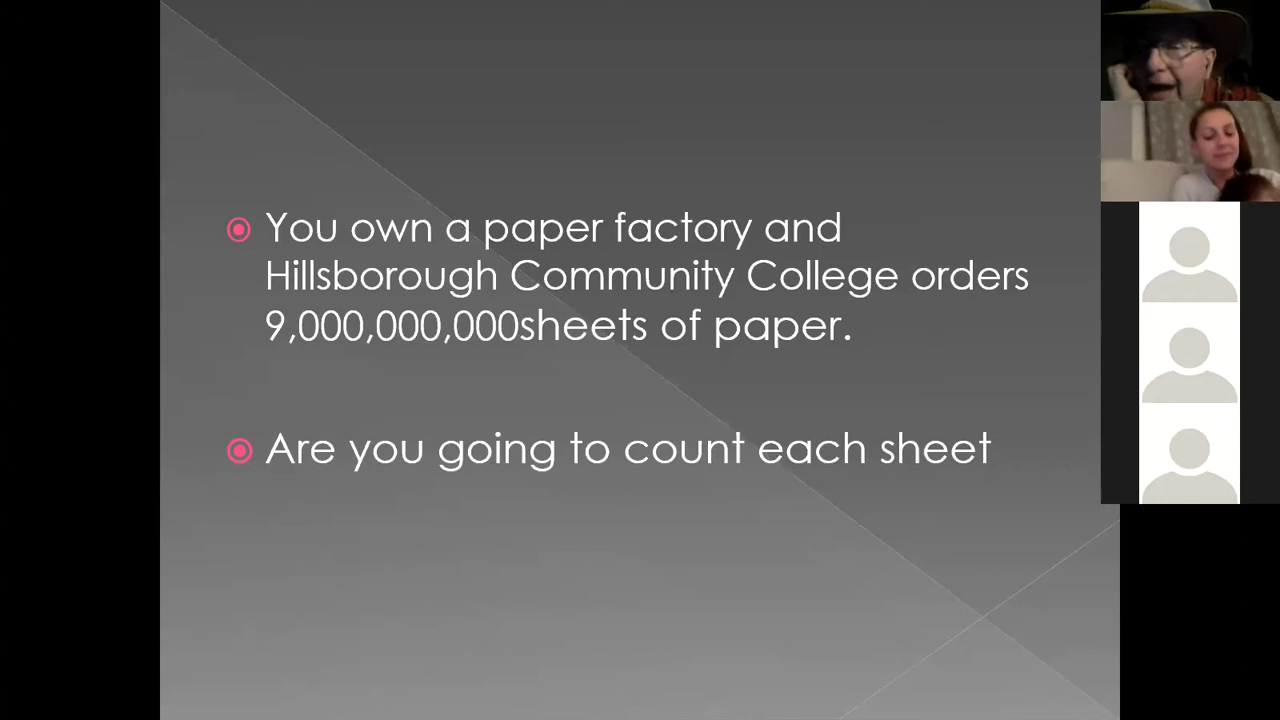 You own a paper factory and
Hillsborough Community College orders
9,000,000,000sheets of paper.
Are you going to count each sheet